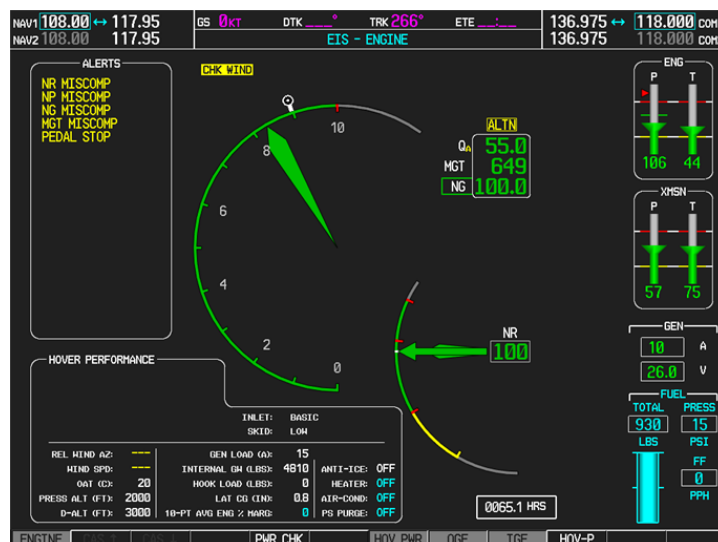 NAV1 108.00 ↔ 117.95 GS 0KT DTK ___° TRK 266° ETE __:__ 136.975 ↔ 118.000 COM
NAV2 108.00 117.95 EIS - ENGINE 136.975 118.000 COM
ALERTS
NR MISCOMP
NP MISCOMP
NG MISCOMP
MGT MISCOMP
PEDAL STOP
CHK WIND
10
8
6
4
2
0
ALTN
QA 55.0
MGT 649
NG 100.0
NR
100
ENG
P T
106 44
XMSN
P T
57 75
GEN
10 A
26.0 V
FUEL
TOTAL PRESS
930 15
LBS PSI
FF
0
PPH
HOVER PERFORMANCE
INLET: BASIC
SKID: LOW
REL WIND AZ: --- GEN LOAD (A): 15
WIND SPD: --- INTERNAL GW (LBS): 4810 ANTI-ICE: OFF
OAT (C): 20 HOOK LOAD (LBS): 0 HEATER: OFF
PRESS ALT (FT): 2000 LAT CG (IN): 0.8 AIR-COND: OFF
D-ALT (FT): 3000 10-PT AVG ENG % MARG: 0 PS PURGE: OFF
0065.1 HRS
ENGINE PWR CHK HOV PWR OGE IGE HOV-P